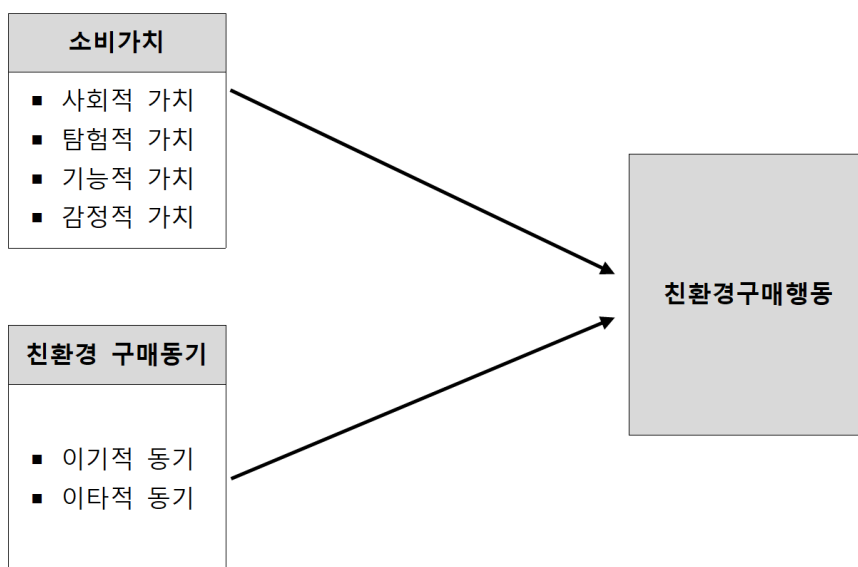 소비가치
▪ 사회적 가치
▪ 탐험적 가치
▪ 기능적 가치
▪ 감정적 가치
친환경구매행동
친환경 구매동기
▪ 이기적 동기
▪ 이타적 동기